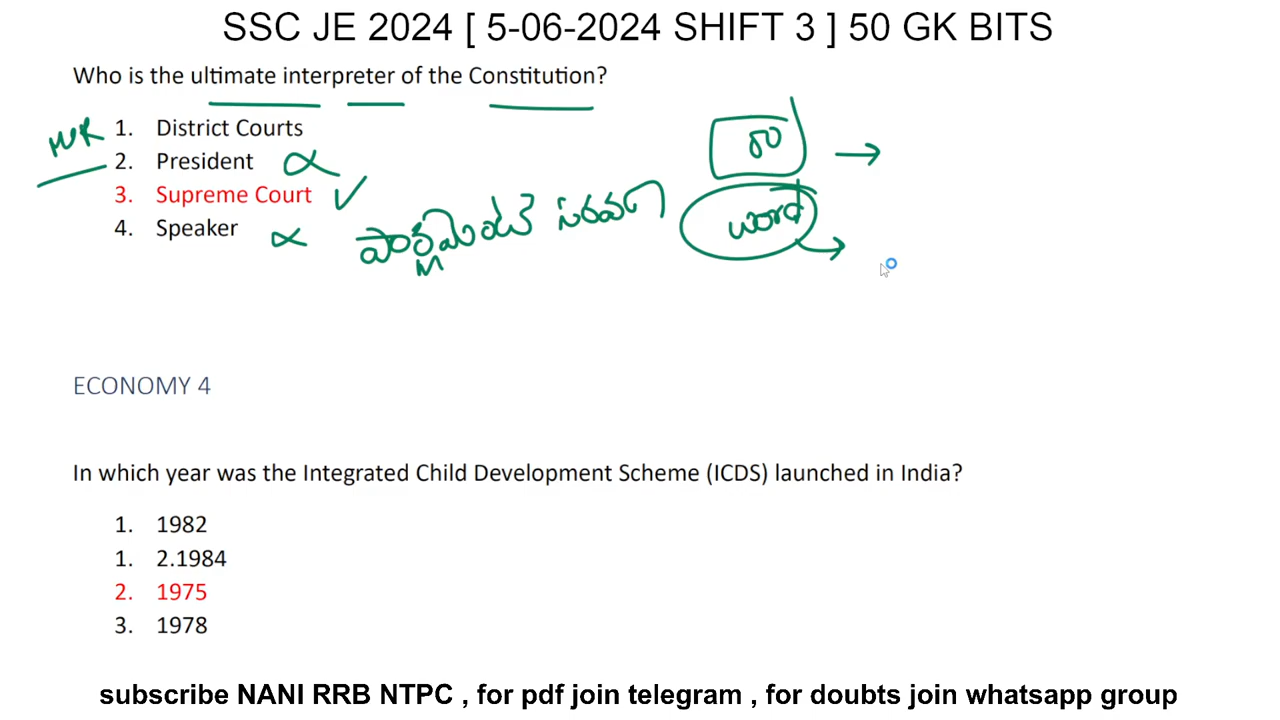 SSC JE 2024 [ 5-06-2024 SHIFT 3 ] 50 GK BITS
Who is the ultimate interpreter of the Constitution?
1. District Courts
2. President
3. Supreme Court
4. Speaker
word
ECONOMY 4
In which year was the Integrated Child Development Scheme (ICDS) launched in India?
1. 1982
1. 2.1984
2. 1975
3. 1978
subscribe NANI RRB NTPC , for pdf join telegram , for doubts join whatsapp group